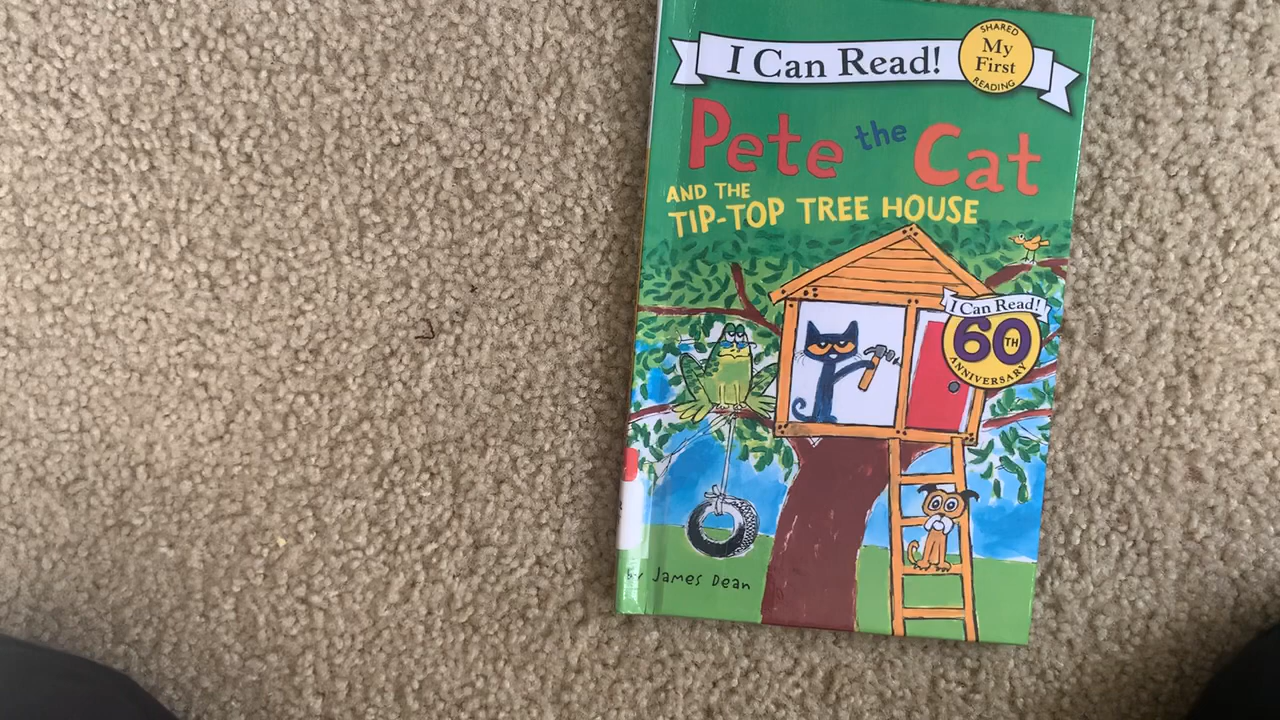 I Can Read!
SHARED
My
First
READING
Pete the Cat
AND THE
TIP-TOP TREE HOUSE
I Can Read!
60TH
ANNIVERSARY
by James Dean